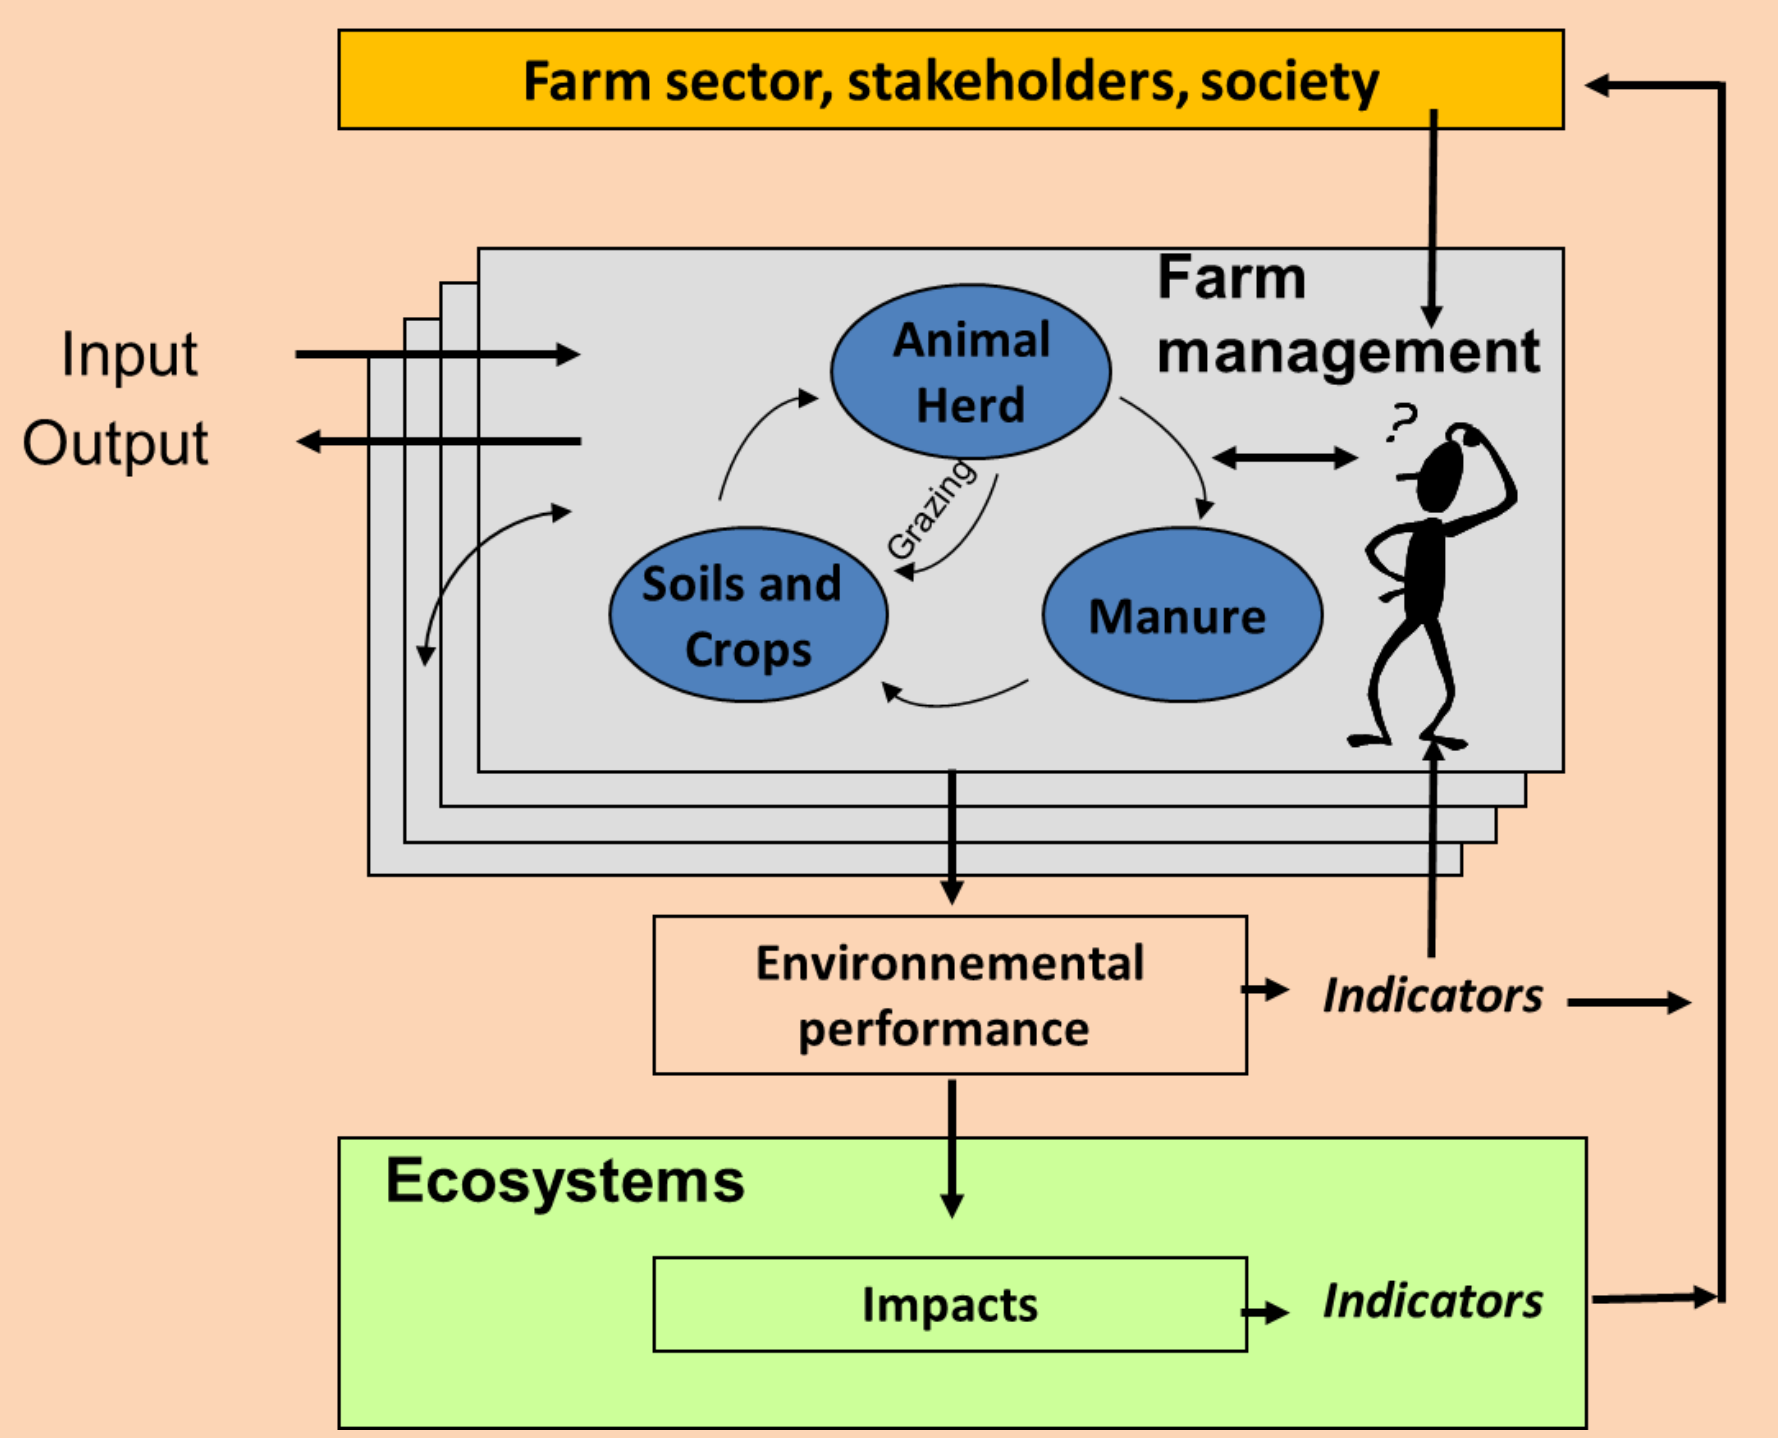 Farm sector, stakeholders, society
Farm
management
Input
Output
Animal
Herd
?
Grazing
Soils and
Crops
Manure
Environnemental
performance
Indicators
Ecosystems
Impacts
Indicators